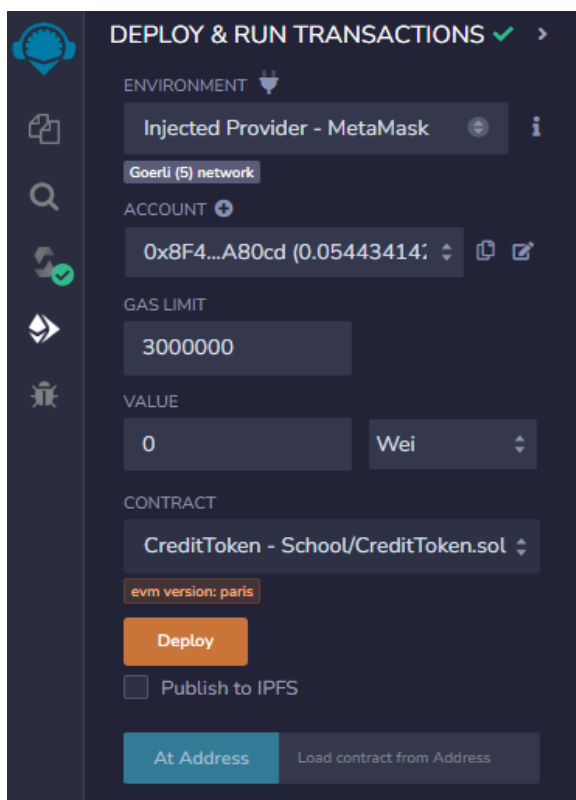 DEPLOY & RUN TRANSACTIONS
ENVIRONMENT
Injected Provider - MetaMask
Goerli (5) network
ACCOUNT
0x8F4...A80cd (0.054434142
GAS LIMIT
3000000
VALUE
0 Wei
CONTRACT
CreditToken - School/CreditToken.sol
evm version: paris
Deploy
Publish to IPFS
At Address Load contract from Address